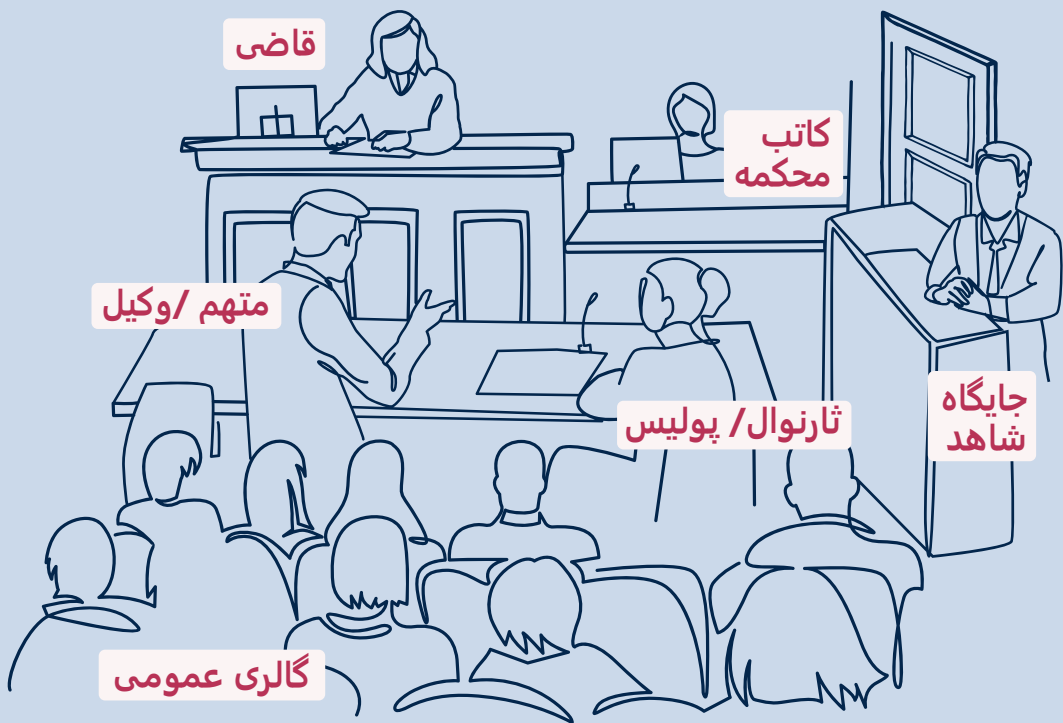 قاضی
کاتب
محکمه
متهم /وکیل
جایگاه
شاهد
ثارنوال/ پولیس
گالری عمومی